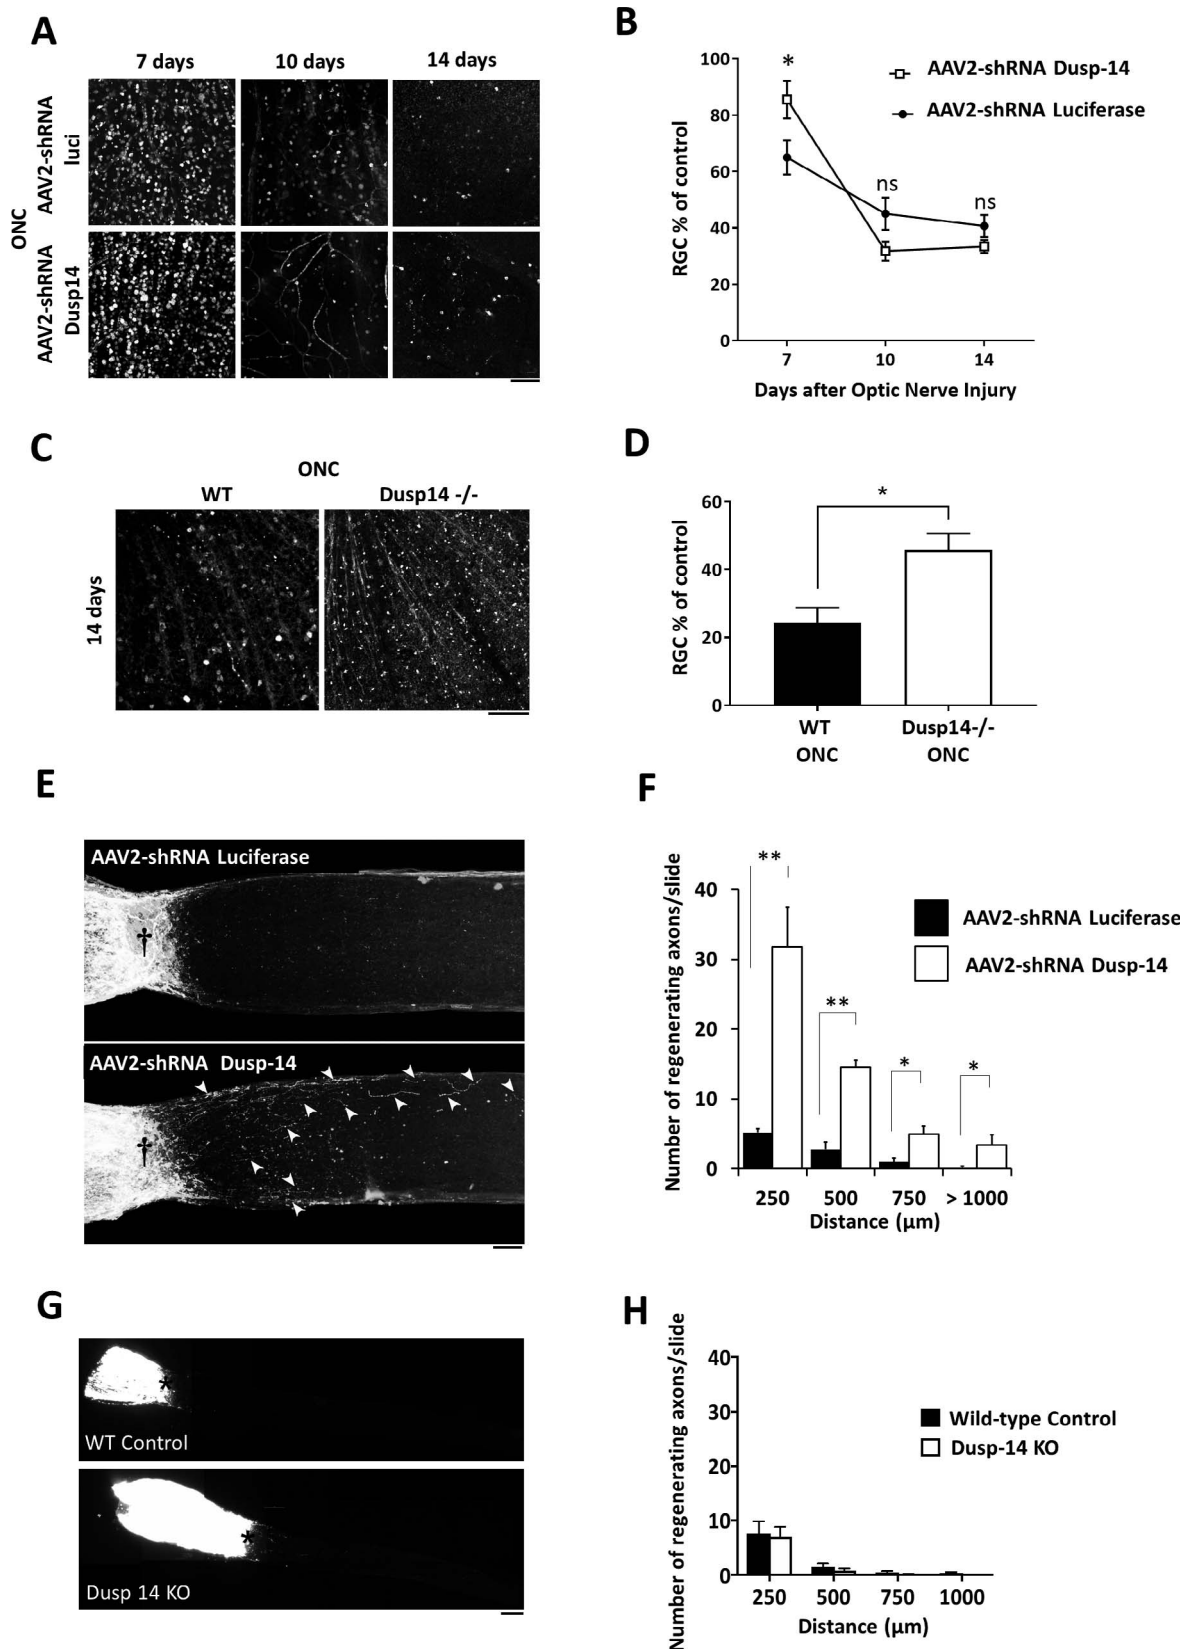 A
7 days 10 days 14 days
ONC
AAV2-shRNA
luci
AAV2-shRNA
Dusp14
B
RGC % of control
100
80
60
40
20
0
*
ns
ns
AAV2-shRNA Dusp-14
AAV2-shRNA Luciferase
7 10 14
Days after Optic Nerve Injury
C
ONC
WT Dusp14 -/-
14 days
D
RGC % of control
60
40
20
0
*
WT Dusp14-/-
ONC ONC
E
AAV2-shRNA Luciferase
†
AAV2-shRNA Dusp-14
†
F
Number of regenerating axons/slide
40
30
20
10
0
**
**
*
*
AAV2-shRNA Luciferase
AAV2-shRNA Dusp-14
250 500 750 > 1000
Distance (µm)
G
*
WT Control
*
Dusp 14 KO
H
Number of regenerating axons/slide
40
30
20
10
0
Wild-type Control
Dusp-14 KO
250 500 750 1000
Distance (µm)